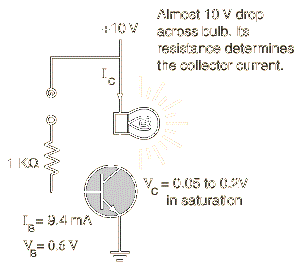 Almost 10 V drop
across bulb. Its
resistance determines
the collector current.
+10 V
I_C
1 KΩ
V_C = 0.05 to 0.2V
in saturation
I_B = 9.4 mA
V_B = 0.6 V